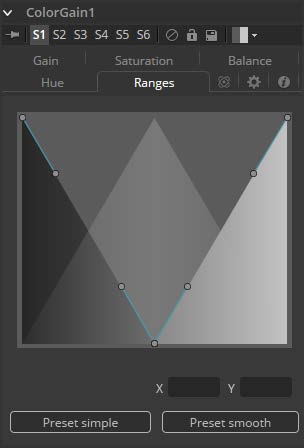 ColorGain1
S1 S2 S3 S4 S5 S6
Gain Saturation Balance
Hue Ranges
X Y
Preset simple Preset smooth